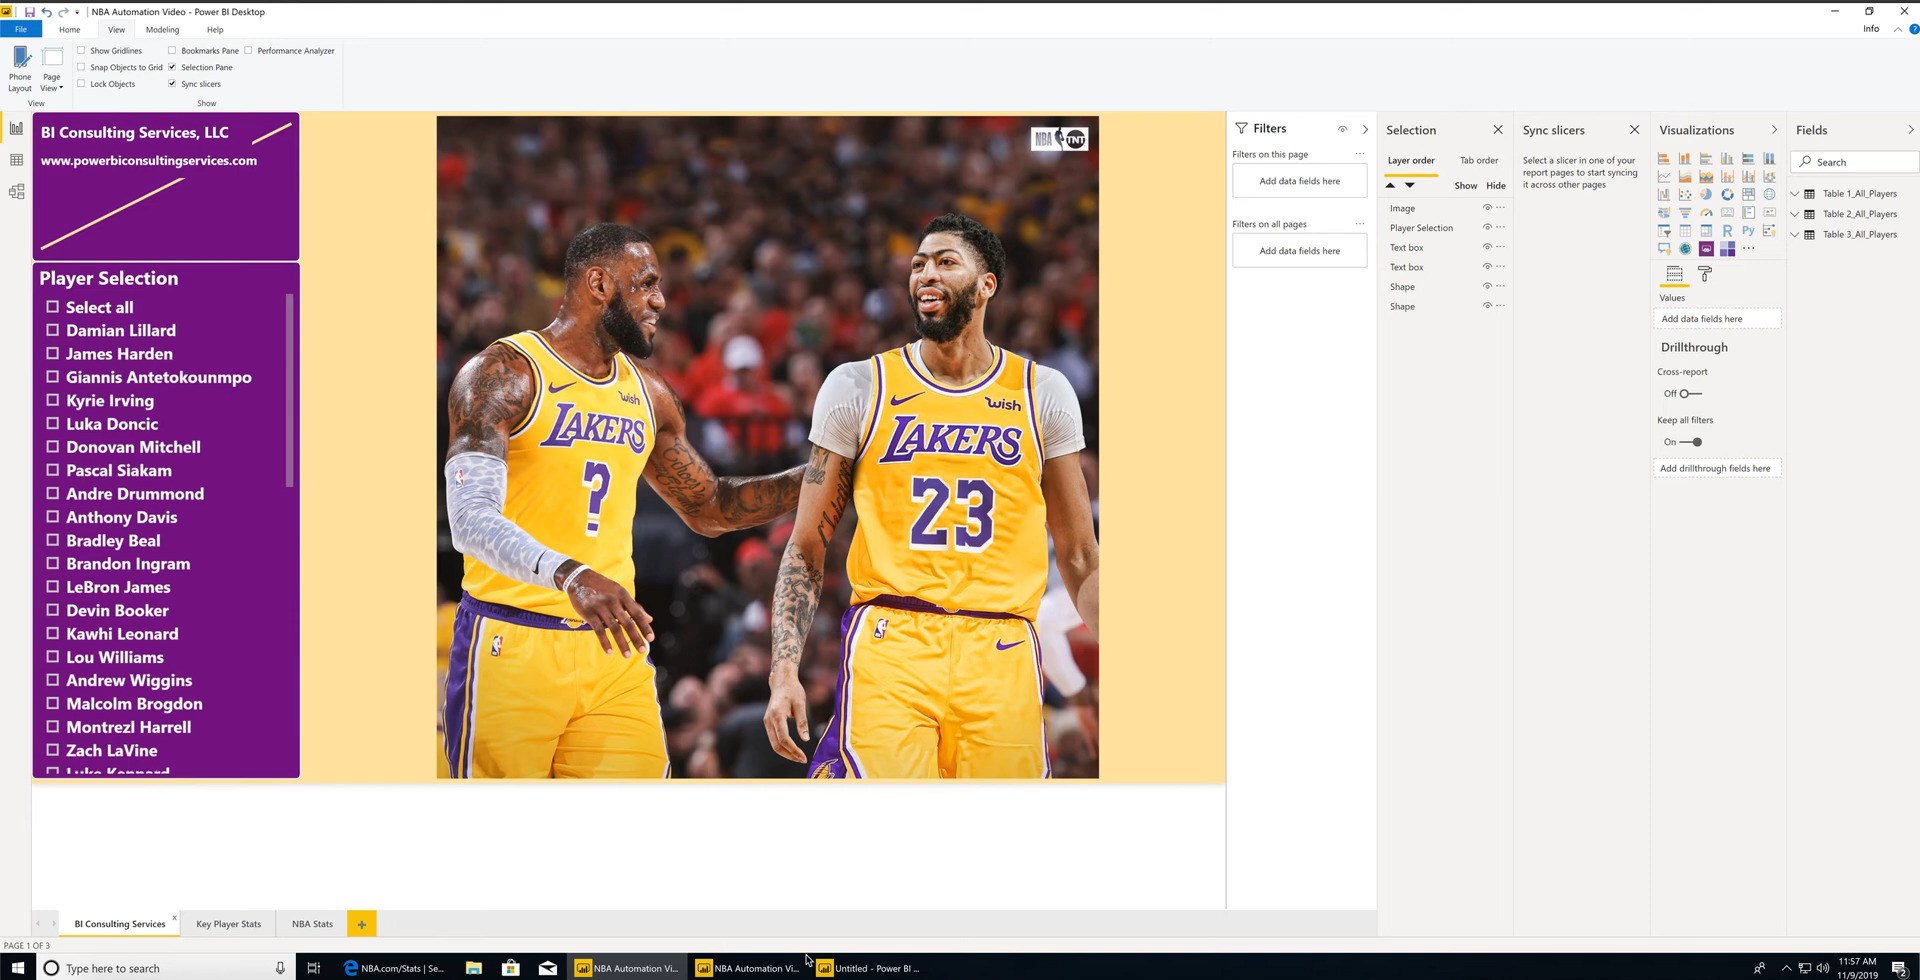 NBA Automation Video - Power BI Desktop
File
Home
View
Modeling
Help
Info
Phone Layout
Page View
Show Gridlines
Snap Objects to Grid
Lock Objects
Bookmarks Pane
Selection Pane
Sync slicers
Performance Analyzer
View
Show
BI Consulting Services, LLC
www.powerbiconsultingservices.com
Player Selection
Select all
Damian Lillard
James Harden
Giannis Antetokounmpo
Kyrie Irving
Luka Doncic
Donovan Mitchell
Pascal Siakam
Andre Drummond
Anthony Davis
Bradley Beal
Brandon Ingram
LeBron James
Devin Booker
Kawhi Leonard
Lou Williams
Andrew Wiggins
Malcolm Brogdon
Montrezl Harrell
Zach LaVine
Luke Kennard
NBA TNT
wish
LAKERS
?
wish
LAKERS
23
Filters
Filters on this page
Add data fields here
Filters on all pages
Add data fields here
Selection
Layer order
Tab order
Show
Hide
Image
Player Selection
Text box
Text box
Shape
Shape
Sync slicers
Select a slicer in one of your
report pages to start syncing
it across other pages
Visualizations
R
Py
Values
Add data fields here
Drillthrough
Cross-report
Off
Keep all filters
On
Add drillthrough fields here
Fields
Search
Table 1_All_Players
Table 2_All_Players
Table 3_All_Players
BI Consulting Services
Key Player Stats
NBA Stats
PAGE 1 OF 3
Type here to search
NBA.com/Stats | Se...
NBA Automation Vi...
NBA Automation Vi...
Untitled - Power BI ...
11:57 AM
11/9/2019
2